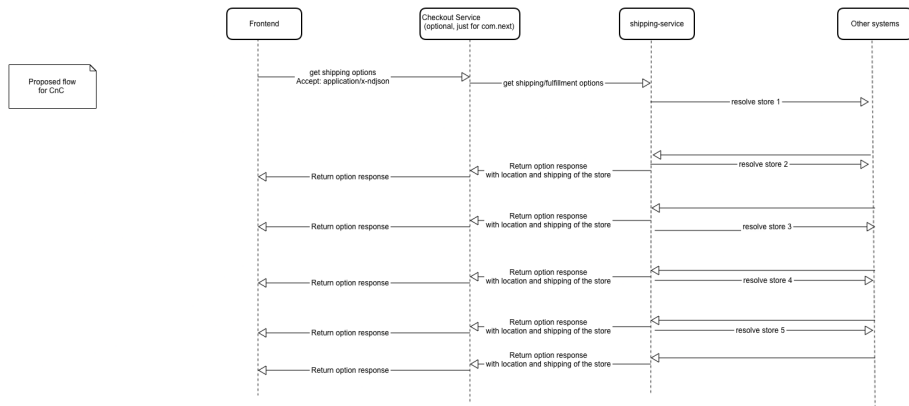 Frontend
Checkout Service
(optional, just for com.next)
shipping-service
Other systems
Proposed flow
for CnC
get shipping options
Accept: application/x-ndjson
get shipping/fulfillment options
resolve store 1
resolve store 2
Return option response
with location and shipping of the store
Return option response
Return option response
with location and shipping of the store
Return option response
resolve store 3
Return option response
with location and shipping of the store
Return option response
resolve store 4
Return option response
with location and shipping of the store
Return option response
resolve store 5
Return option response
with location and shipping of the store
Return option response